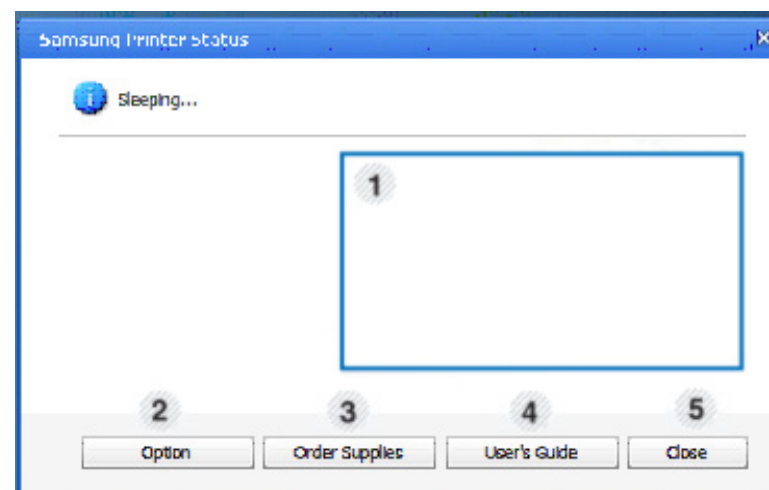 Samsung Printer Status
Sleeping...
1
2 3 4 5
Option Order Supplies User's Guide Close